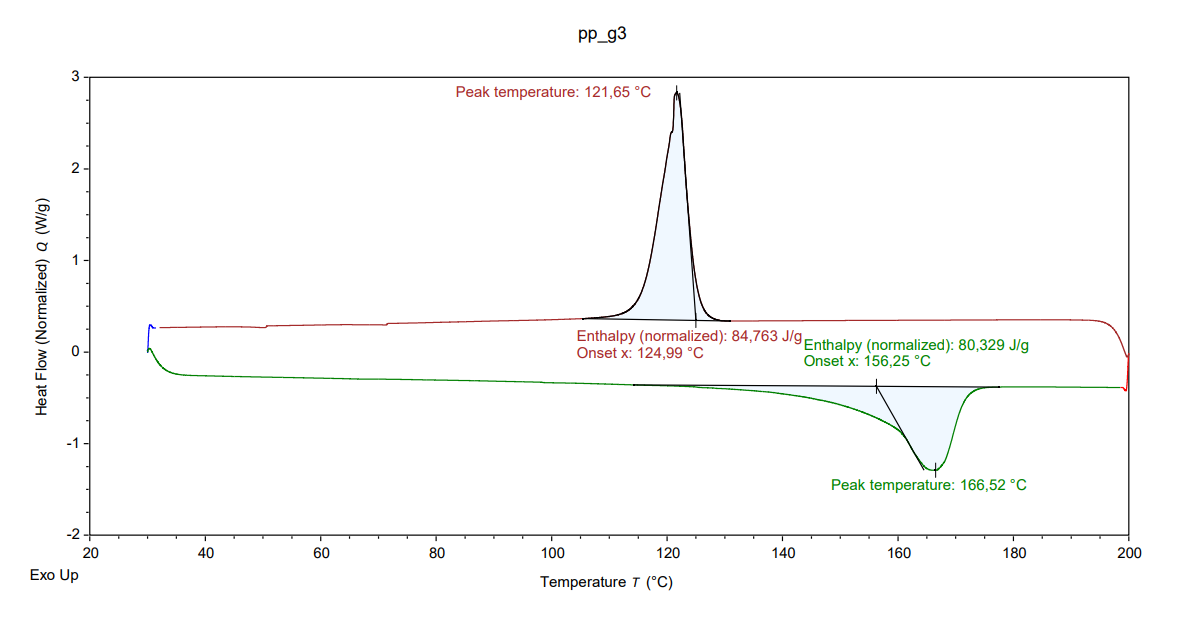 pp_g3
3
Peak temperature: 121,65 °C
2
1
Heat Flow (Normalized) Q (W/g)
Enthalpy (normalized): 84,763 J/g
Onset x: 124,99 °C
Enthalpy (normalized): 80,329 J/g
Onset x: 156,25 °C
0
-1
Peak temperature: 166,52 °C
-2
20 40 60 80 100 120 140 160 180 200
Exo Up
Temperature T (°C)